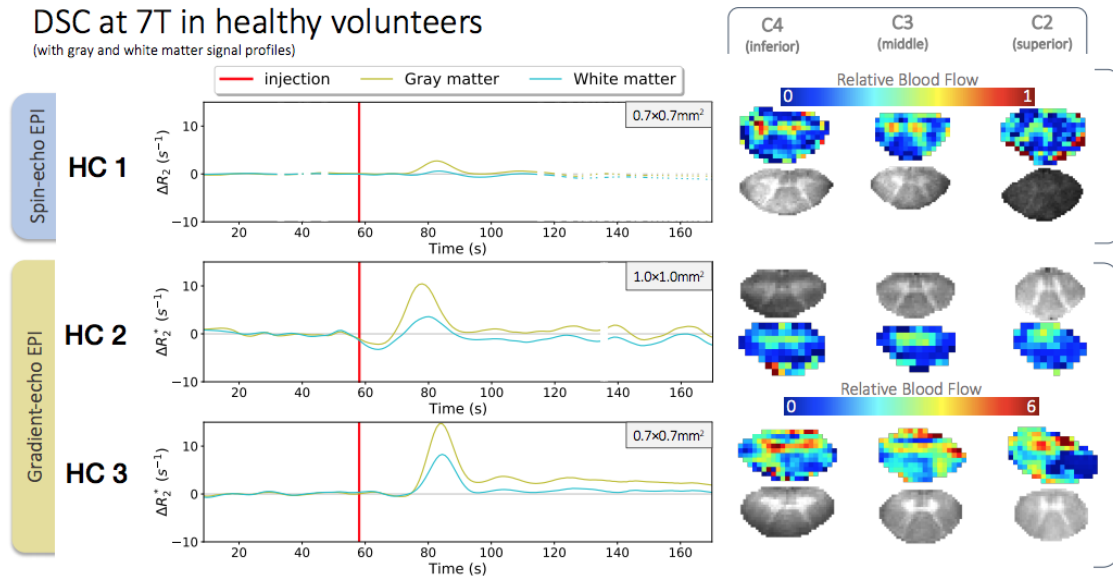 DSC at 7T in healthy volunteers
(with gray and white matter signal profiles)
C4
(inferior)
C3
(middle)
C2
(superior)
injection
Gray matter
White matter
Relative Blood Flow
0
1
Spin-echo EPI
HC 1
0.7×0.7mm²
ΔR₂ (s⁻¹)
10
0
−10
20 40 60 80 100 120 140 160
Time (s)
Gradient-echo EPI
HC 2
1.0×1.0mm²
ΔR₂* (s⁻¹)
10
0
−10
20 40 60 80 100 120 140 160
Time (s)
Relative Blood Flow
0
6
HC 3
0.7×0.7mm²
ΔR₂* (s⁻¹)
10
0
−10
20 40 60 80 100 120 140 160
Time (s)